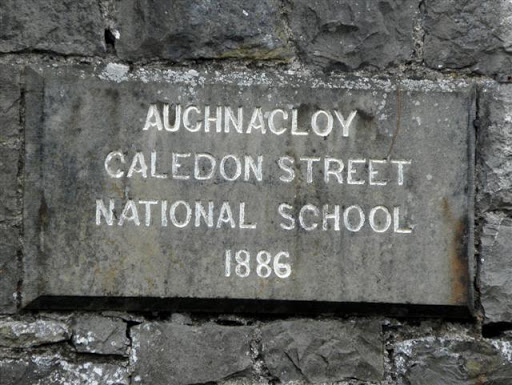 AUCHNACLOY
CALEDON STREET
NATIONAL SCHOOL
1886